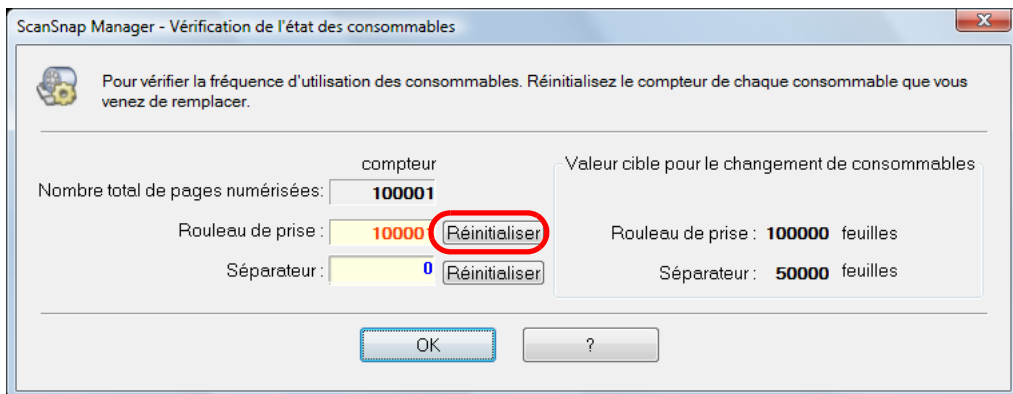 ScanSnap Manager - Vérification de l'état des consommables
Pour vérifier la fréquence d'utilisation des consommables. Réinitialisez le compteur de chaque consommable que vous
venez de remplacer.
compteur
Valeur cible pour le changement de consommables
Nombre total de pages numérisées: 100001
Rouleau de prise : 100001 Réinitialiser
Rouleau de prise : 100000 feuilles
Séparateur : 0 Réinitialiser
Séparateur : 50000 feuilles
OK
?